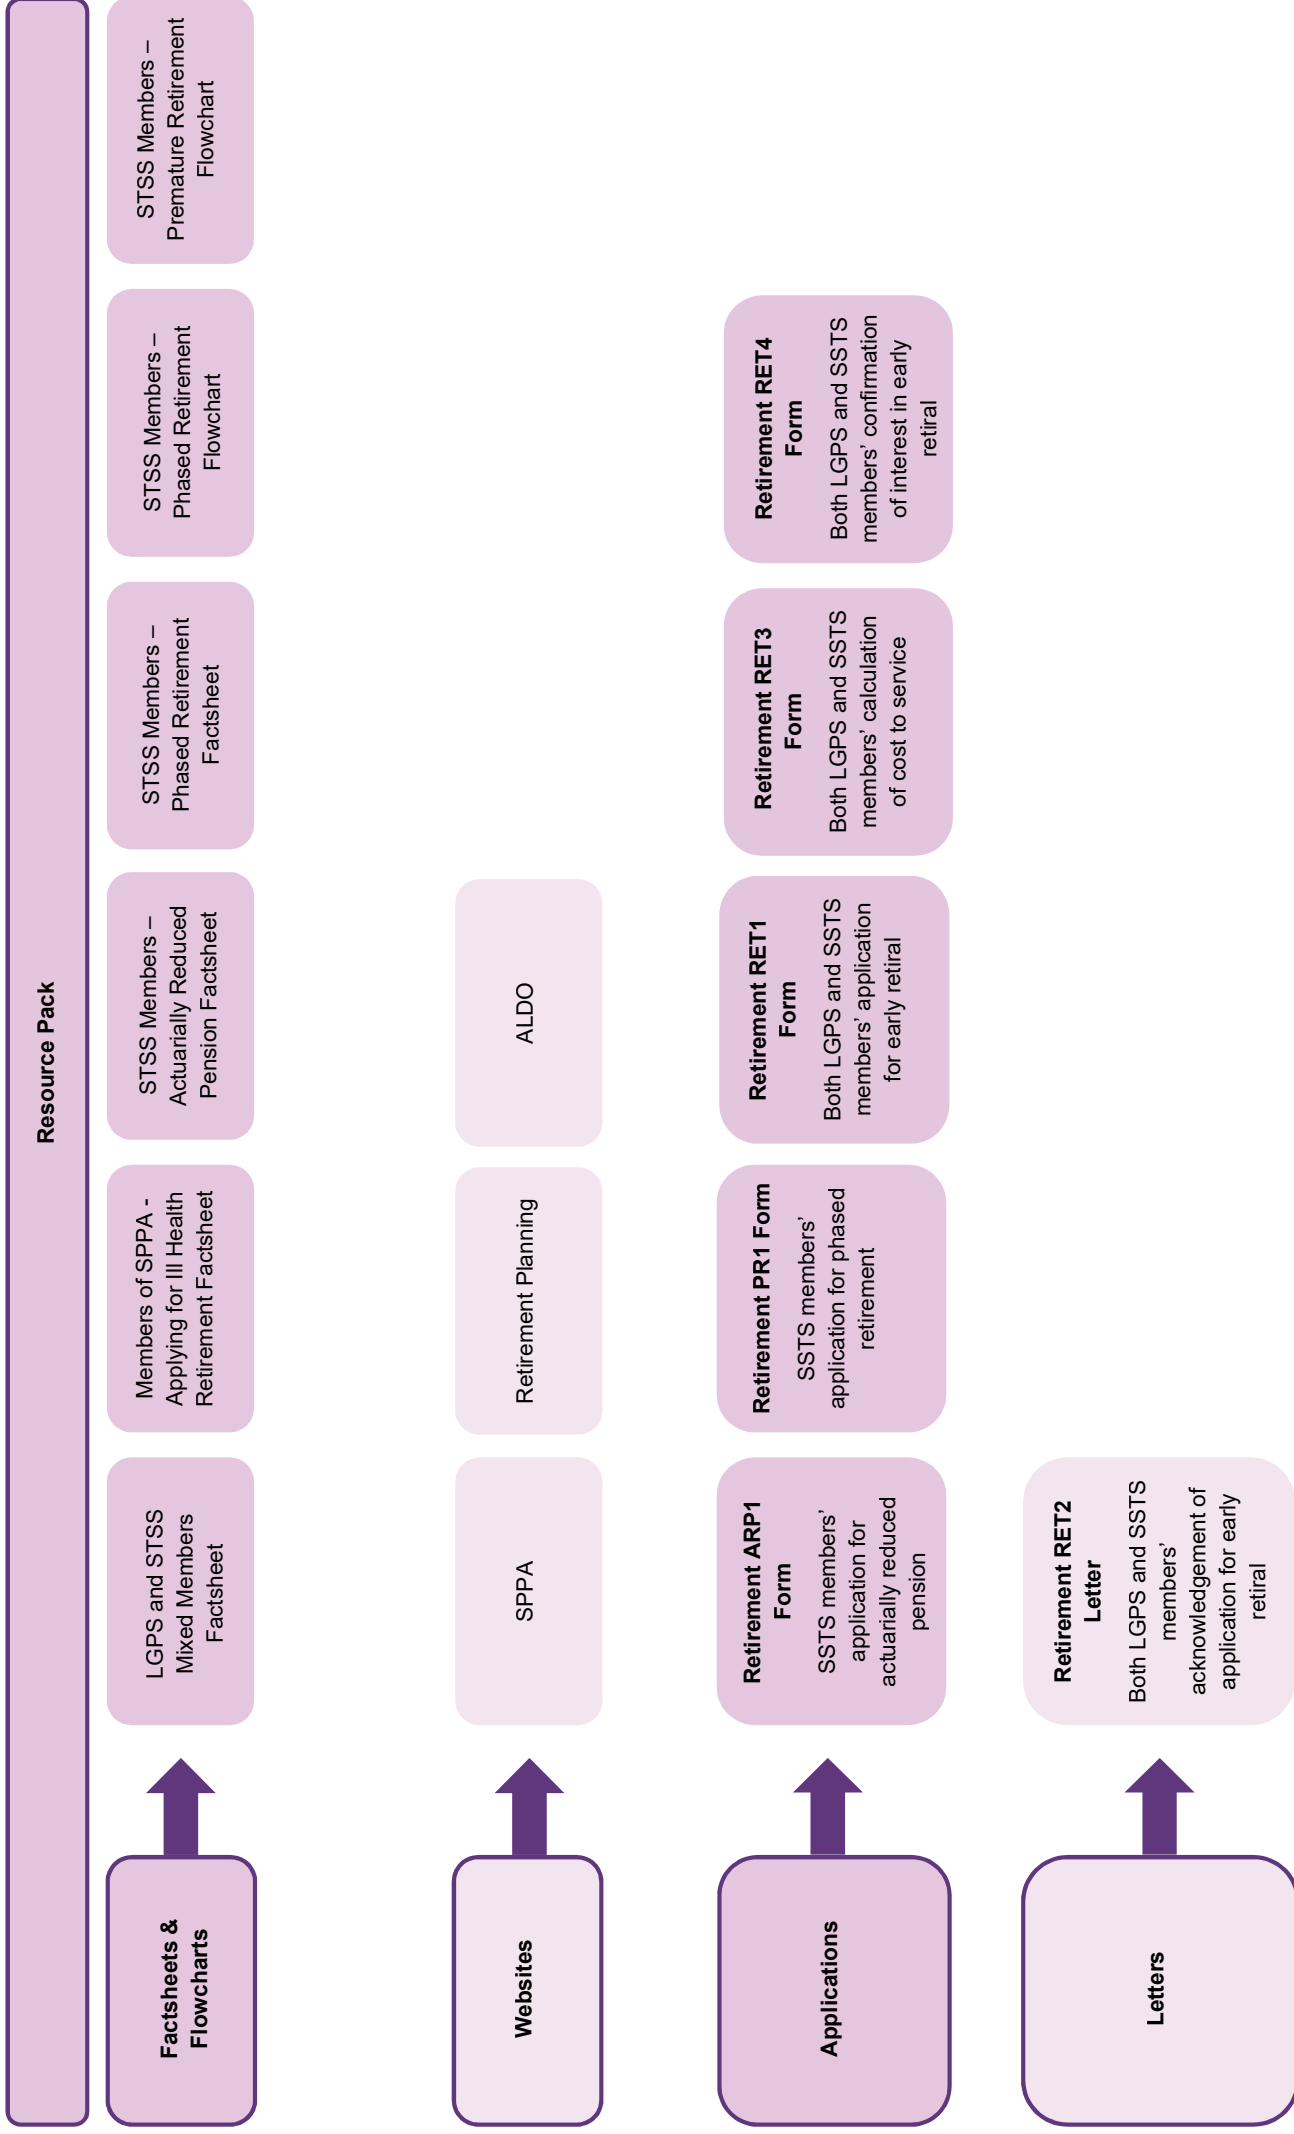 Resource Pack
Factsheets &
Flowcharts
LGPS and STSS
Mixed Members
Factsheet
Members of SPPA -
Applying for Ill Health
Retirement Factsheet
STSS Members –
Actuarially Reduced
Pension Factsheet
STSS Members –
Phased Retirement
Factsheet
STSS Members –
Phased Retirement
Flowchart
STSS Members –
Premature Retirement
Flowchart
Websites
SPPA
Retirement Planning
ALDO
Applications
Retirement ARP1
Form
SSTS members’
application for
actuarially reduced
pension
Retirement PR1 Form
SSTS members’
application for phased
retirement
Retirement RET1
Form
Both LGPS and SSTS
members’ application
for early retiral
Retirement RET3
Form
Both LGPS and SSTS
members’ calculation
of cost to service
Retirement RET4
Form
Both LGPS and SSTS
members’ confirmation
of interest in early
retiral
Letters
Retirement RET2
Letter
Both LGPS and SSTS
members’
acknowledgement of
application for early
retiral